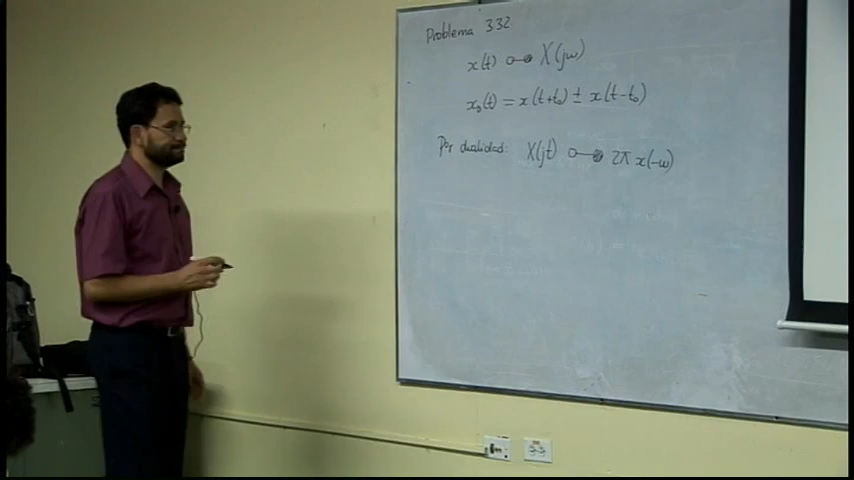 Problema 332
x(t) ○—● X(jω)
x₃(t) = x(t+t₀) ± x(t-t₀)
Por dualidad: X(jt) ○—● 2π x(-ω)